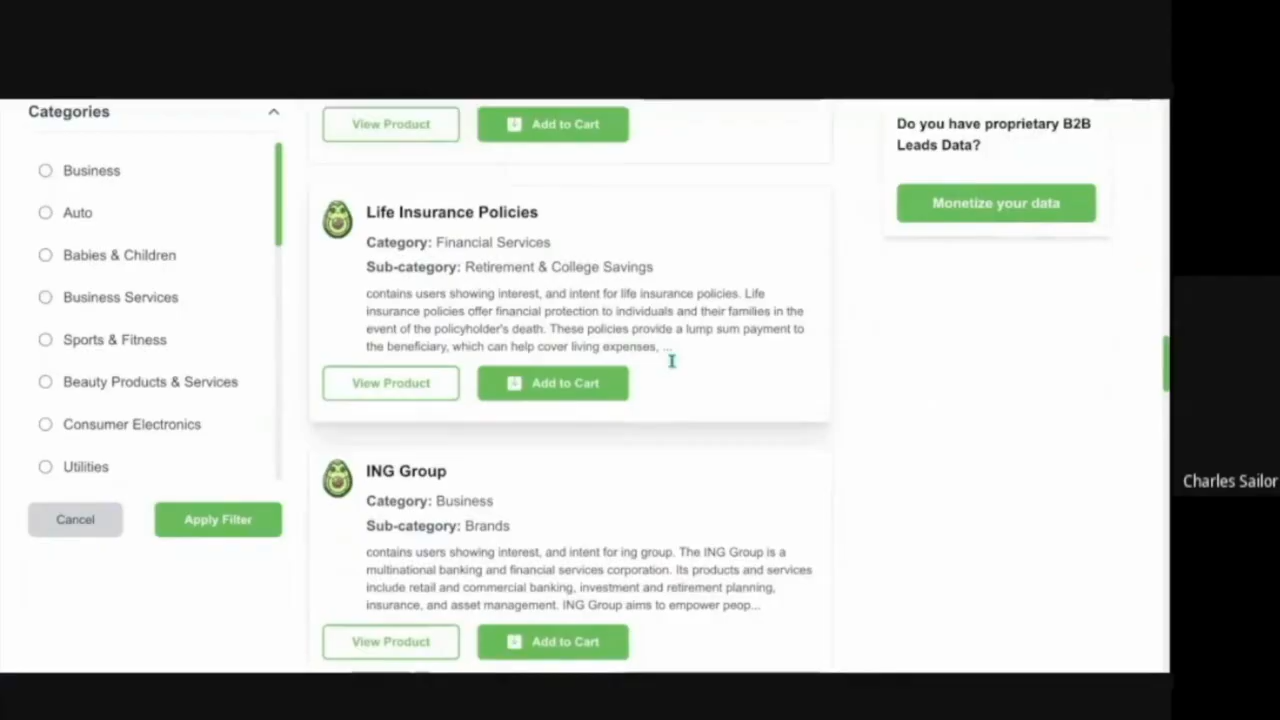 Categories
Business
Auto
Babies & Children
Business Services
Sports & Fitness
Beauty Products & Services
Consumer Electronics
Utilities
Cancel
Apply Filter
View Product
Add to Cart
Life Insurance Policies
Category: Financial Services
Sub-category: Retirement & College Savings
contains users showing interest, and intent for life insurance policies. Life
insurance policies offer financial protection to individuals and their families in the
event of the policyholder's death. These policies provide a lump sum payment to
the beneficiary, which can help cover living expenses, ...
View Product
Add to Cart
ING Group
Category: Business
Sub-category: Brands
contains users showing interest, and intent for ing group. The ING Group is a
multinational banking and financial services corporation. Its products and services
include retail and commercial banking, investment and retirement planning,
insurance, and asset management. ING Group aims to empower peop...
View Product
Add to Cart
Do you have proprietary B2B
Leads Data?
Monetize your data
Charles Sailor